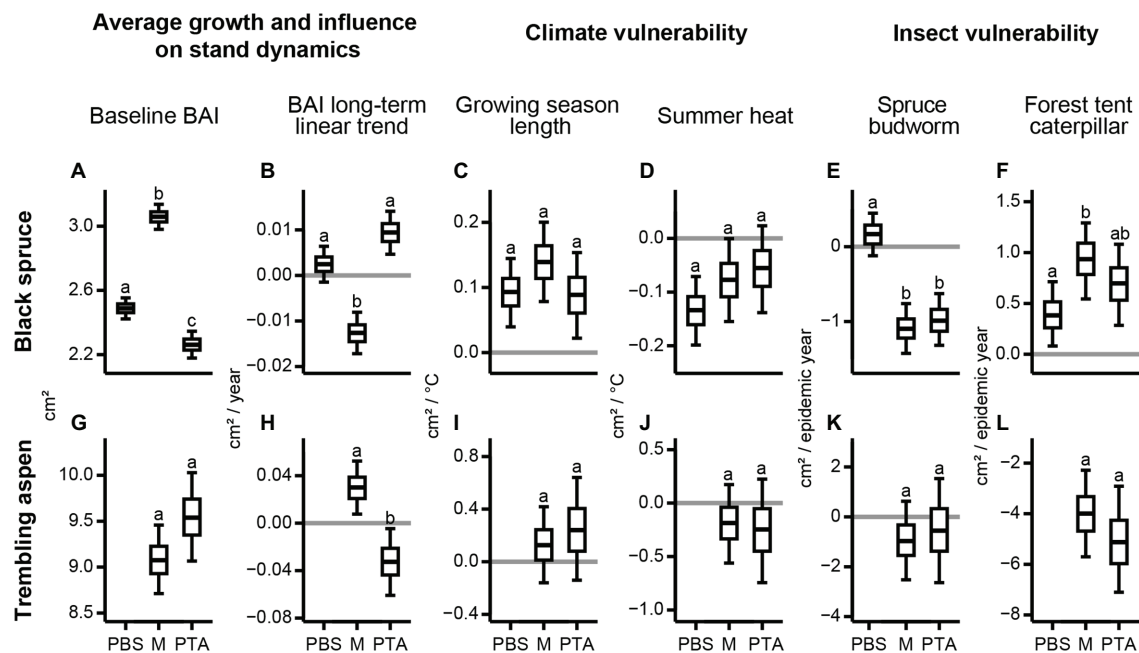 Average growth and influence
on stand dynamics
Climate vulnerability
Insect vulnerability
Baseline BAI
BAI long-term
linear trend
Growing season
length
Summer heat
Spruce
budworm
Forest tent
caterpillar
Black spruce
A
3.0
2.6
2.2
cm²
a
b
c
B
0.01
0.00
−0.01
−0.02
cm² / year
a
b
a
C
0.2
0.1
0.0
cm² / °C
a
a
a
D
0.0
−0.1
−0.2
cm² / °C
a
a
a
E
0
−1
cm² / epidemic year
a
b
b
F
1.5
1.0
0.5
0.0
cm² / epidemic year
a
b
ab
Trembling aspen
G
10.0
9.5
9.0
8.5
a
a
PBS M PTA
H
0.04
0.00
−0.04
−0.08
a
b
PBS M PTA
I
0.8
0.4
0.0
−0.4
a
a
PBS M PTA
J
0.5
0.0
−0.5
−1.0
a
a
PBS M PTA
K
2
0
−2
−4
a
a
PBS M PTA
L
−2
−4
−6
−8
a
a
PBS M PTA